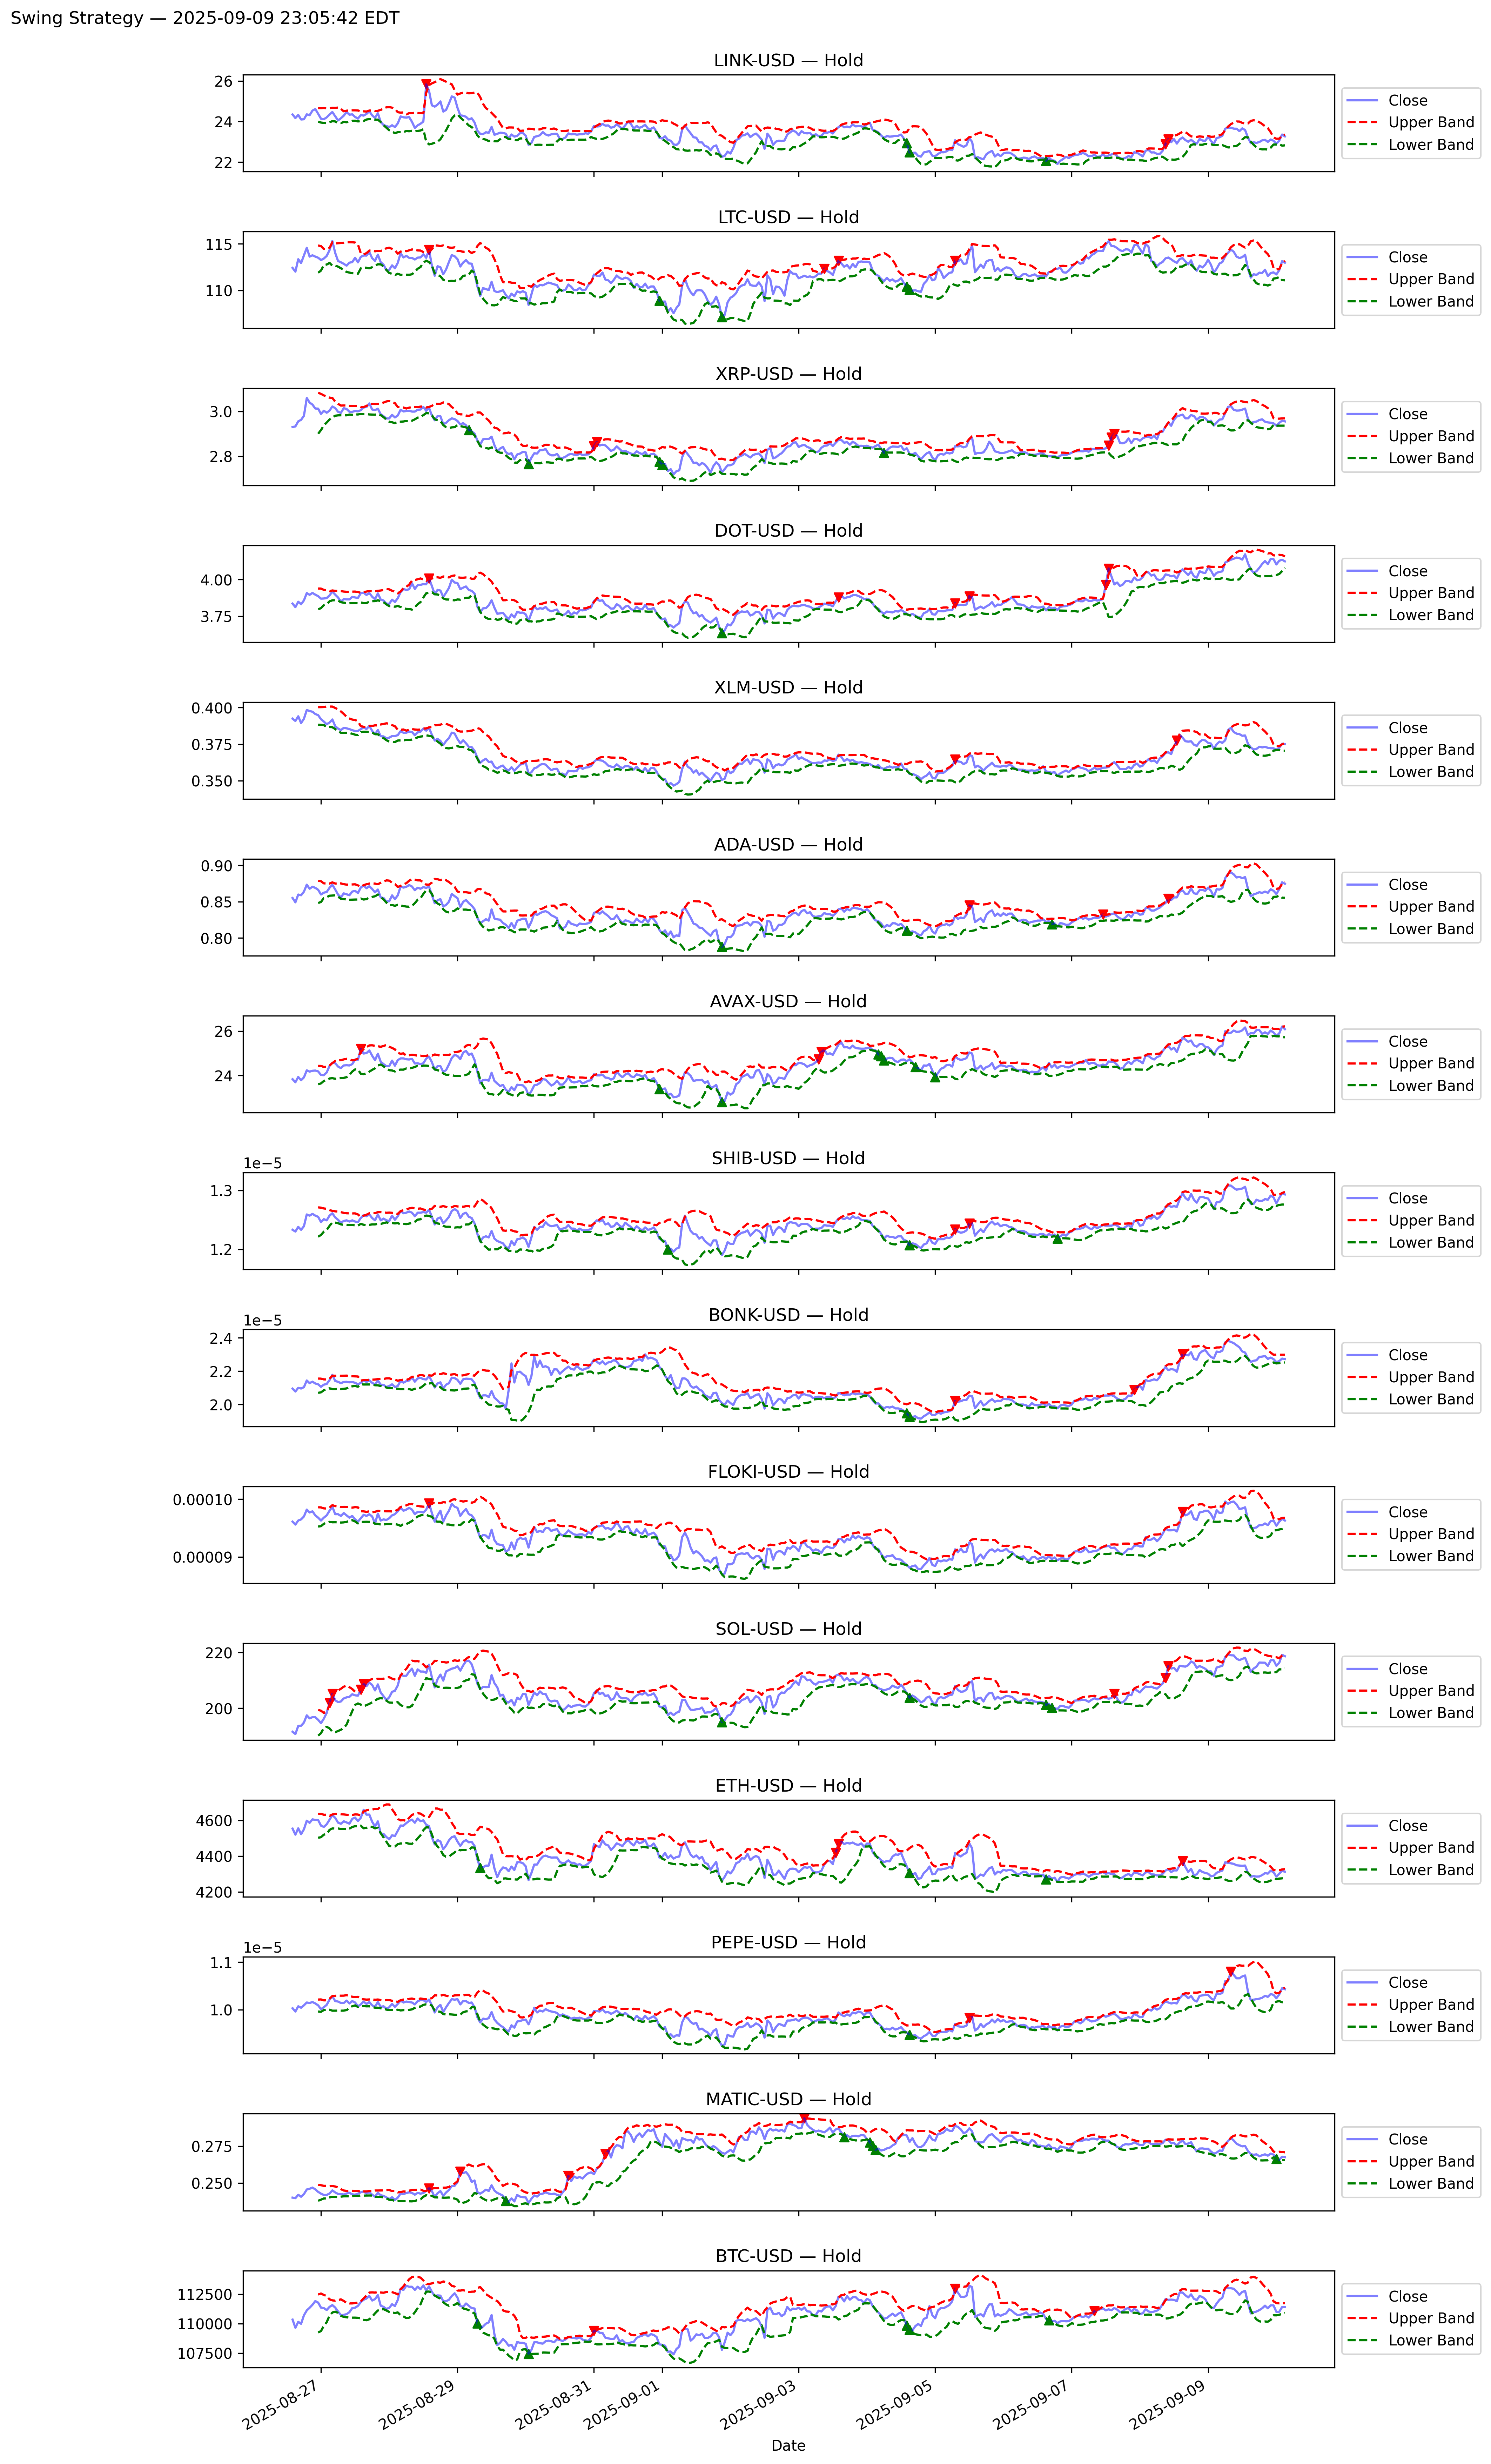 Swing Strategy — 2025-09-09 23:05:42 EDT
LINK-USD — Hold
26
24
22
Close
Upper Band
Lower Band
LTC-USD — Hold
115
110
Close
Upper Band
Lower Band
XRP-USD — Hold
3.0
2.8
Close
Upper Band
Lower Band
DOT-USD — Hold
4.00
3.75
Close
Upper Band
Lower Band
XLM-USD — Hold
0.400
0.375
0.350
Close
Upper Band
Lower Band
ADA-USD — Hold
0.90
0.85
0.80
Close
Upper Band
Lower Band
AVAX-USD — Hold
26
24
Close
Upper Band
Lower Band
SHIB-USD — Hold
1e−5
1.3
1.2
Close
Upper Band
Lower Band
BONK-USD — Hold
1e−5
2.4
2.2
2.0
Close
Upper Band
Lower Band
FLOKI-USD — Hold
0.00010
0.00009
Close
Upper Band
Lower Band
SOL-USD — Hold
220
200
Close
Upper Band
Lower Band
ETH-USD — Hold
4600
4400
4200
Close
Upper Band
Lower Band
PEPE-USD — Hold
1e−5
1.1
1.0
Close
Upper Band
Lower Band
MATIC-USD — Hold
0.275
0.250
Close
Upper Band
Lower Band
BTC-USD — Hold
112500
110000
107500
Close
Upper Band
Lower Band
2025-08-27
2025-08-29
2025-08-31
2025-09-01
2025-09-03
2025-09-05
2025-09-07
2025-09-09
Date